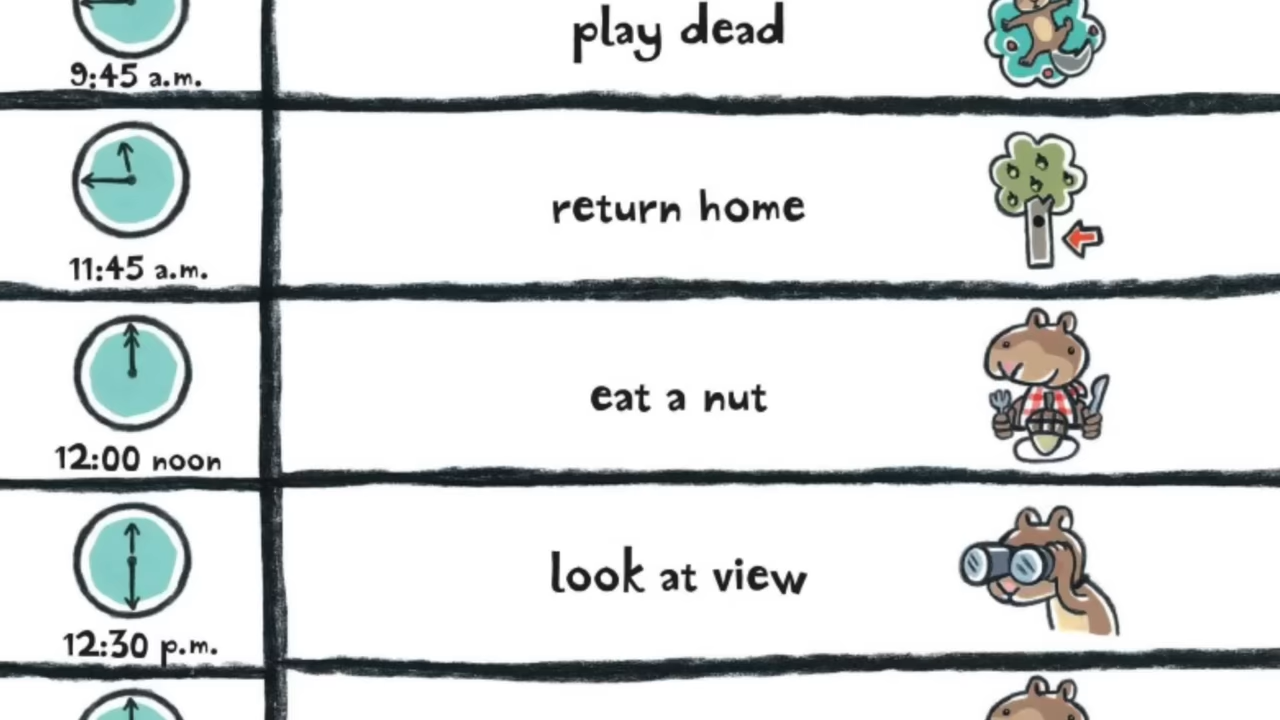 play dead
9:45 a.m.
return home
11:45 a.m.
eat a nut
12:00 noon
look at view
12:30 p.m.